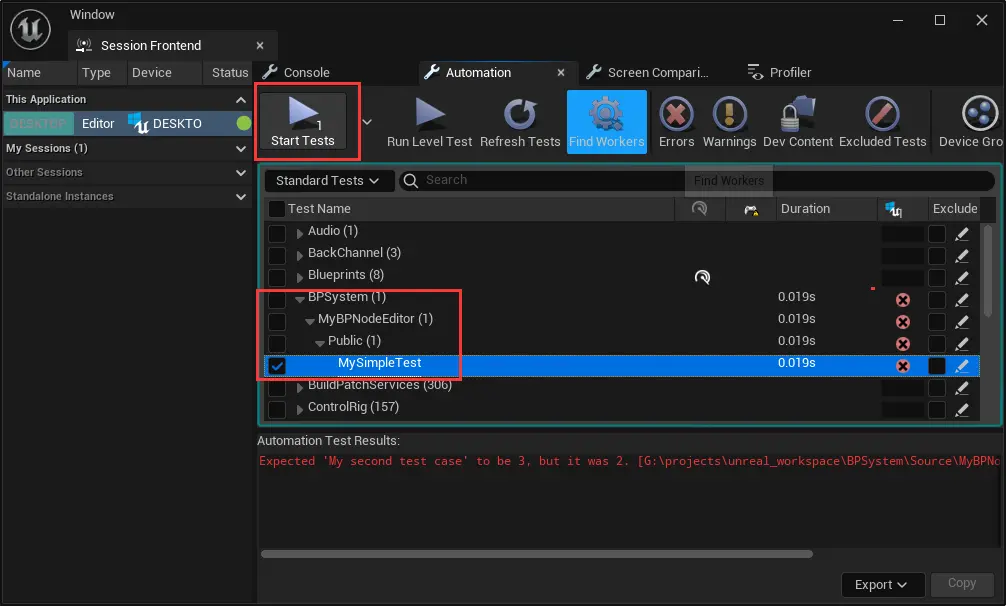 Window
Session Frontend
Name Type Device Status
Console Automation Screen Compari... Profiler
This Application
DESKTOP Editor DESKTO
My Sessions (1)
Other Sessions
Standalone Instances
1
Start Tests Run Level Test Refresh Tests Find Workers Errors Warnings Dev Content Excluded Tests Device Gro
Standard Tests Search Find Workers
Test Name Duration Exclude
Audio (1)
BackChannel (3)
Blueprints (8)
BPSystem (1) 0.019s
MyBPNodeEditor (1) 0.019s
Public (1) 0.019s
MySimpleTest 0.019s
BuildPatchServices (306)
ControlRig (157)
Automation Test Results:
Expected 'My second test case' to be 3, but it was 2. [G:\projects\unreal_workspace\BPSystem\Source\MyBPNo
Export Copy